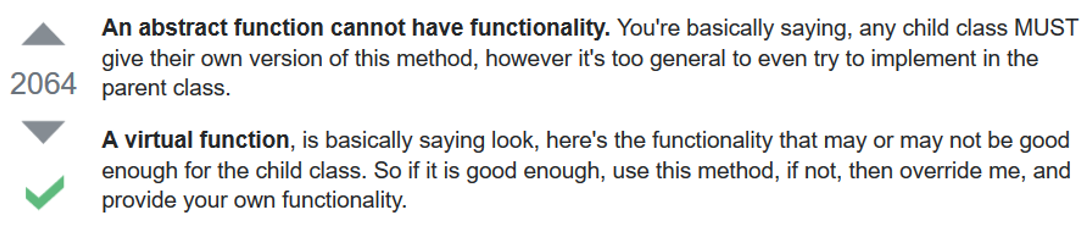 An abstract function cannot have functionality. You're basically saying, any child class MUST
give their own version of this method, however it's too general to even try to implement in the
parent class.
2064
A virtual function, is basically saying look, here's the functionality that may or may not be good
enough for the child class. So if it is good enough, use this method, if not, then override me, and
provide your own functionality.